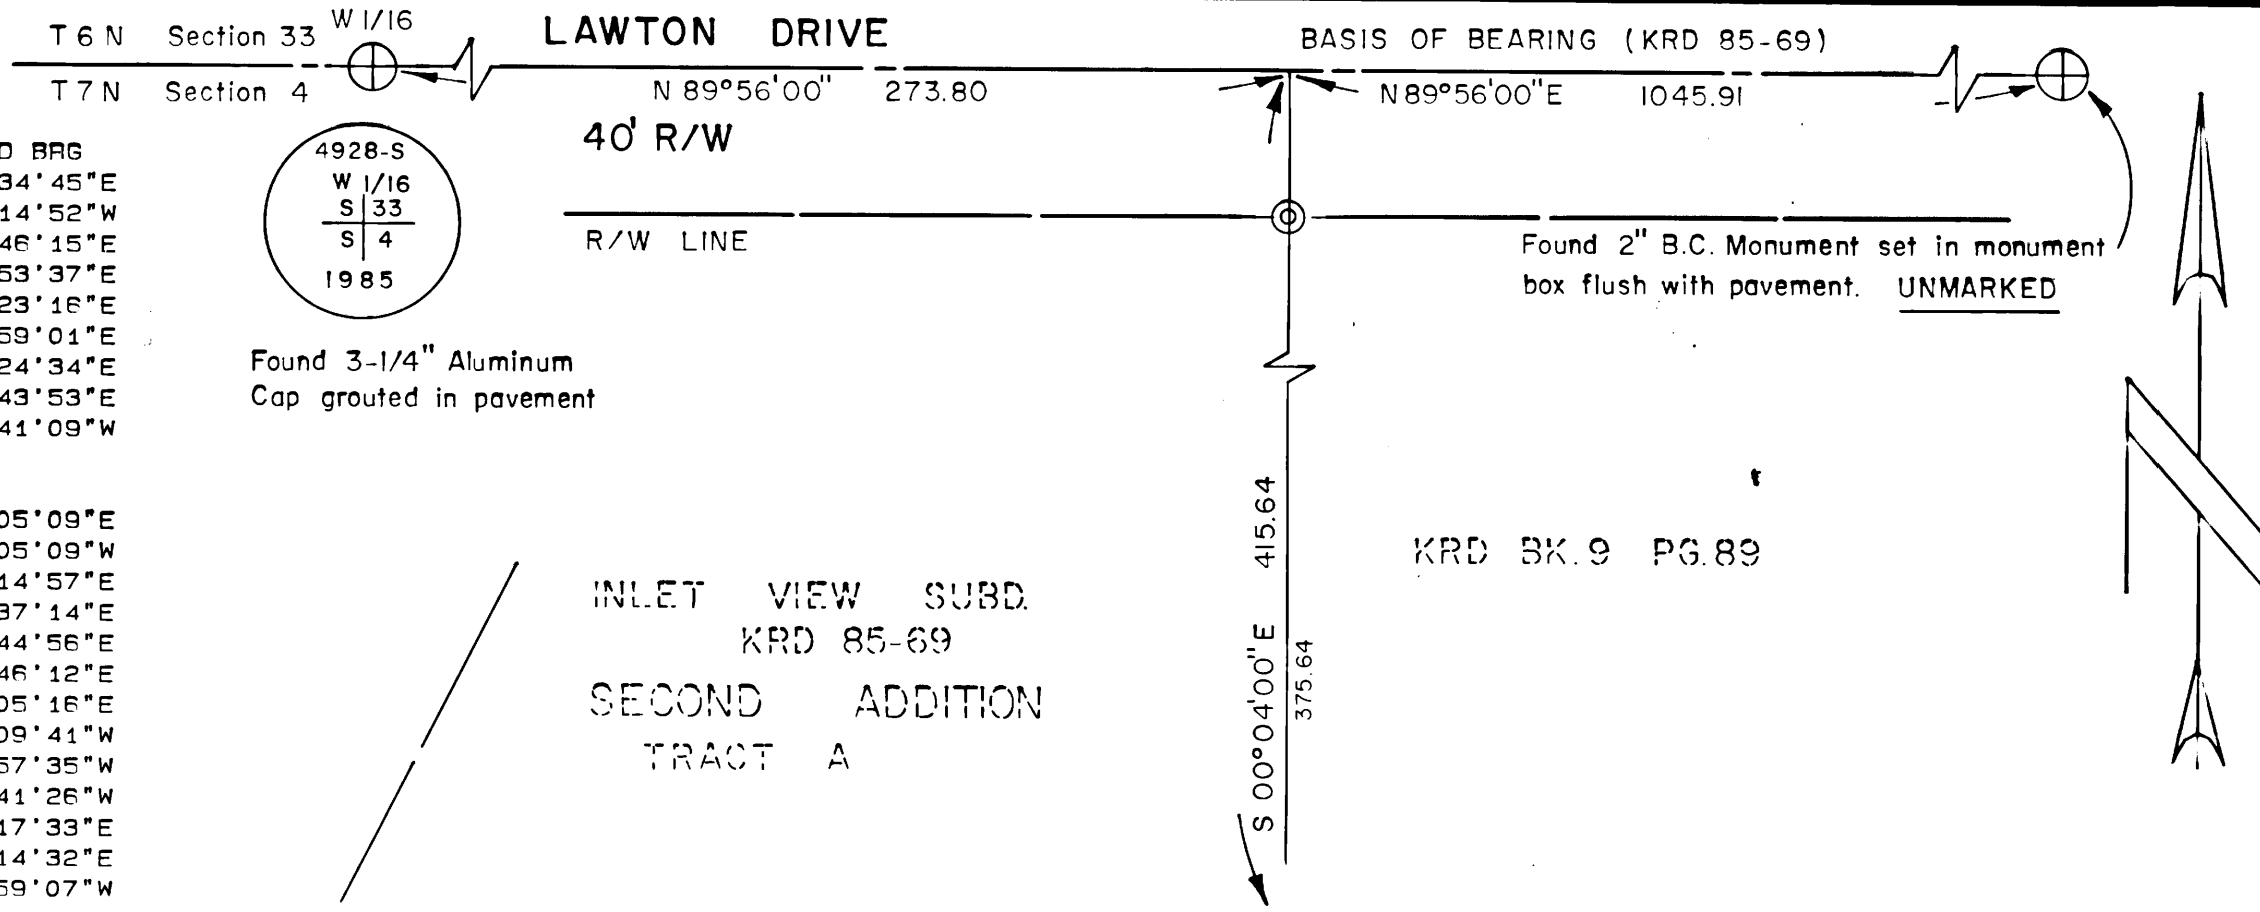 T 6 N Section 33 W 1/16
LAWTON DRIVE
BASIS OF BEARING (KRD 85-69)
T 7 N Section 4
N 89°56'00" 273.80
N 89°56'00"E 1045.91
40' R/W
4928-S
W 1/16
S 33
S 4
1985
R/W LINE
Found 2" B.C. Monument set in monument
box flush with pavement. UNMARKED
Found 3-1/4" Aluminum
Cap grouted in pavement
D BRG
34'45"E
14'52"W
46'15"E
53'37"E
23'16"E
59'01"E
24'34"E
43'53"E
41'09"W
05'09"E
05'09"W
14'57"E
37'14"E
44'56"E
46'12"E
05'16"E
09'41"W
57'35"W
41'26"W
17'33"E
14'32"E
59'07"W
INLET VIEW SUBD.
KRD 85-69
SECOND ADDITION
TRACT A
S 00°04'00"E 415.64
375.64
KRD BK. 9 PG. 89
N